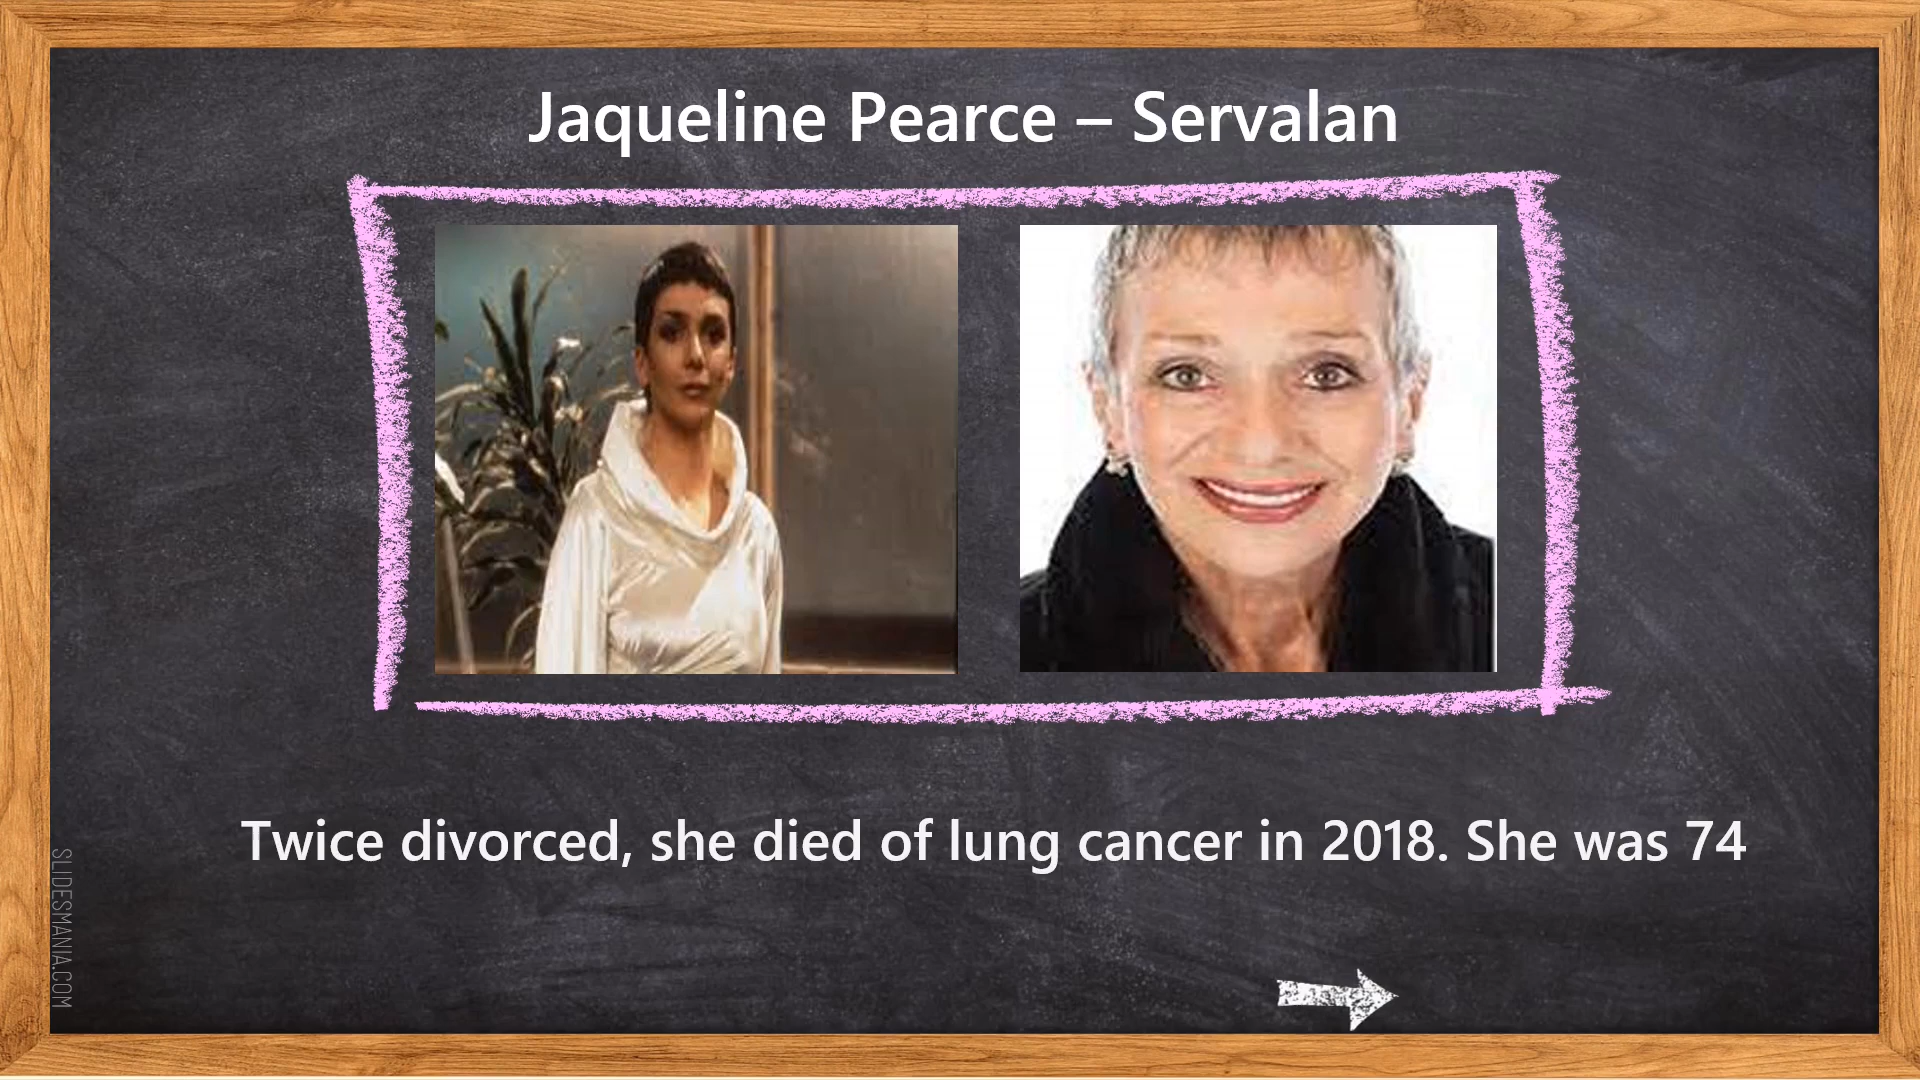 Jaqueline Pearce – Servalan
Twice divorced, she died of lung cancer in 2018. She was 74
SLIDESMANIA.COM